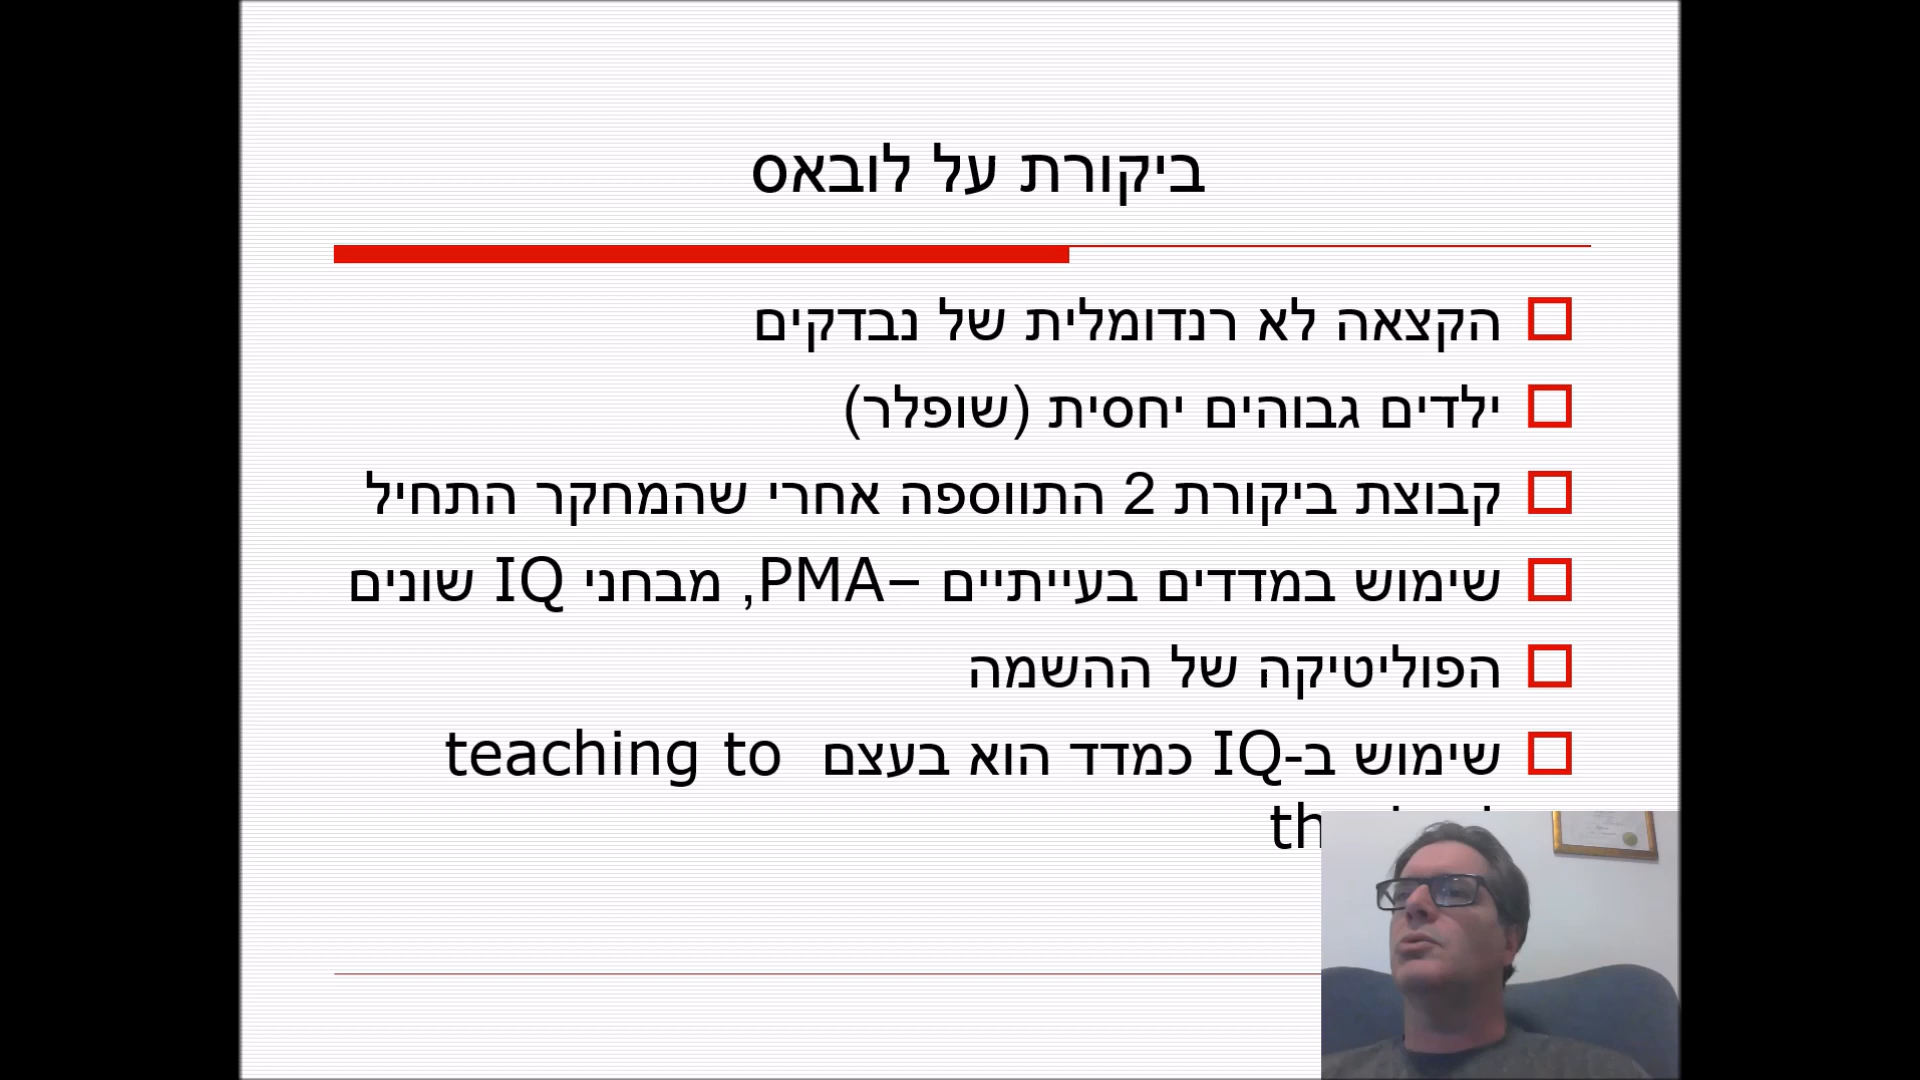 ביקורת על לובאס
הקצאה לא רנדומלית של נבדקים
ילדים גבוהים יחסית (שופלר)
קבוצת ביקורת 2 התווספה אחרי שהמחקר התחיל
שימוש במדדים בעייתיים –PMA, מבחני IQ שונים
הפוליטיקה של ההשמה
שימוש ב-IQ כמדד הוא בעצם teaching to